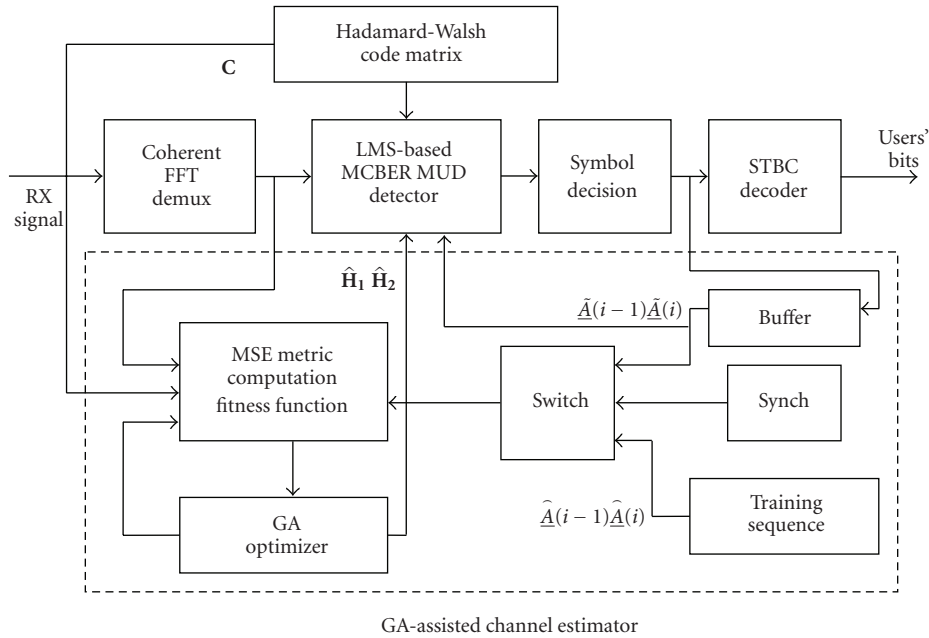 Hadamard-Walsh
code matrix
C
Coherent
FFT
demux
LMS-based
MCBER MUD
detector
Symbol
decision
STBC
decoder
Users’
bits
RX
signal
Ĥ₁ Ĥ₂
Ã(i − 1)Ã(i)
Buffer
MSE metric
computation
fitness function
Switch
Synch
GA
optimizer
Â(i − 1)Â(i)
Training
sequence
GA-assisted channel estimator